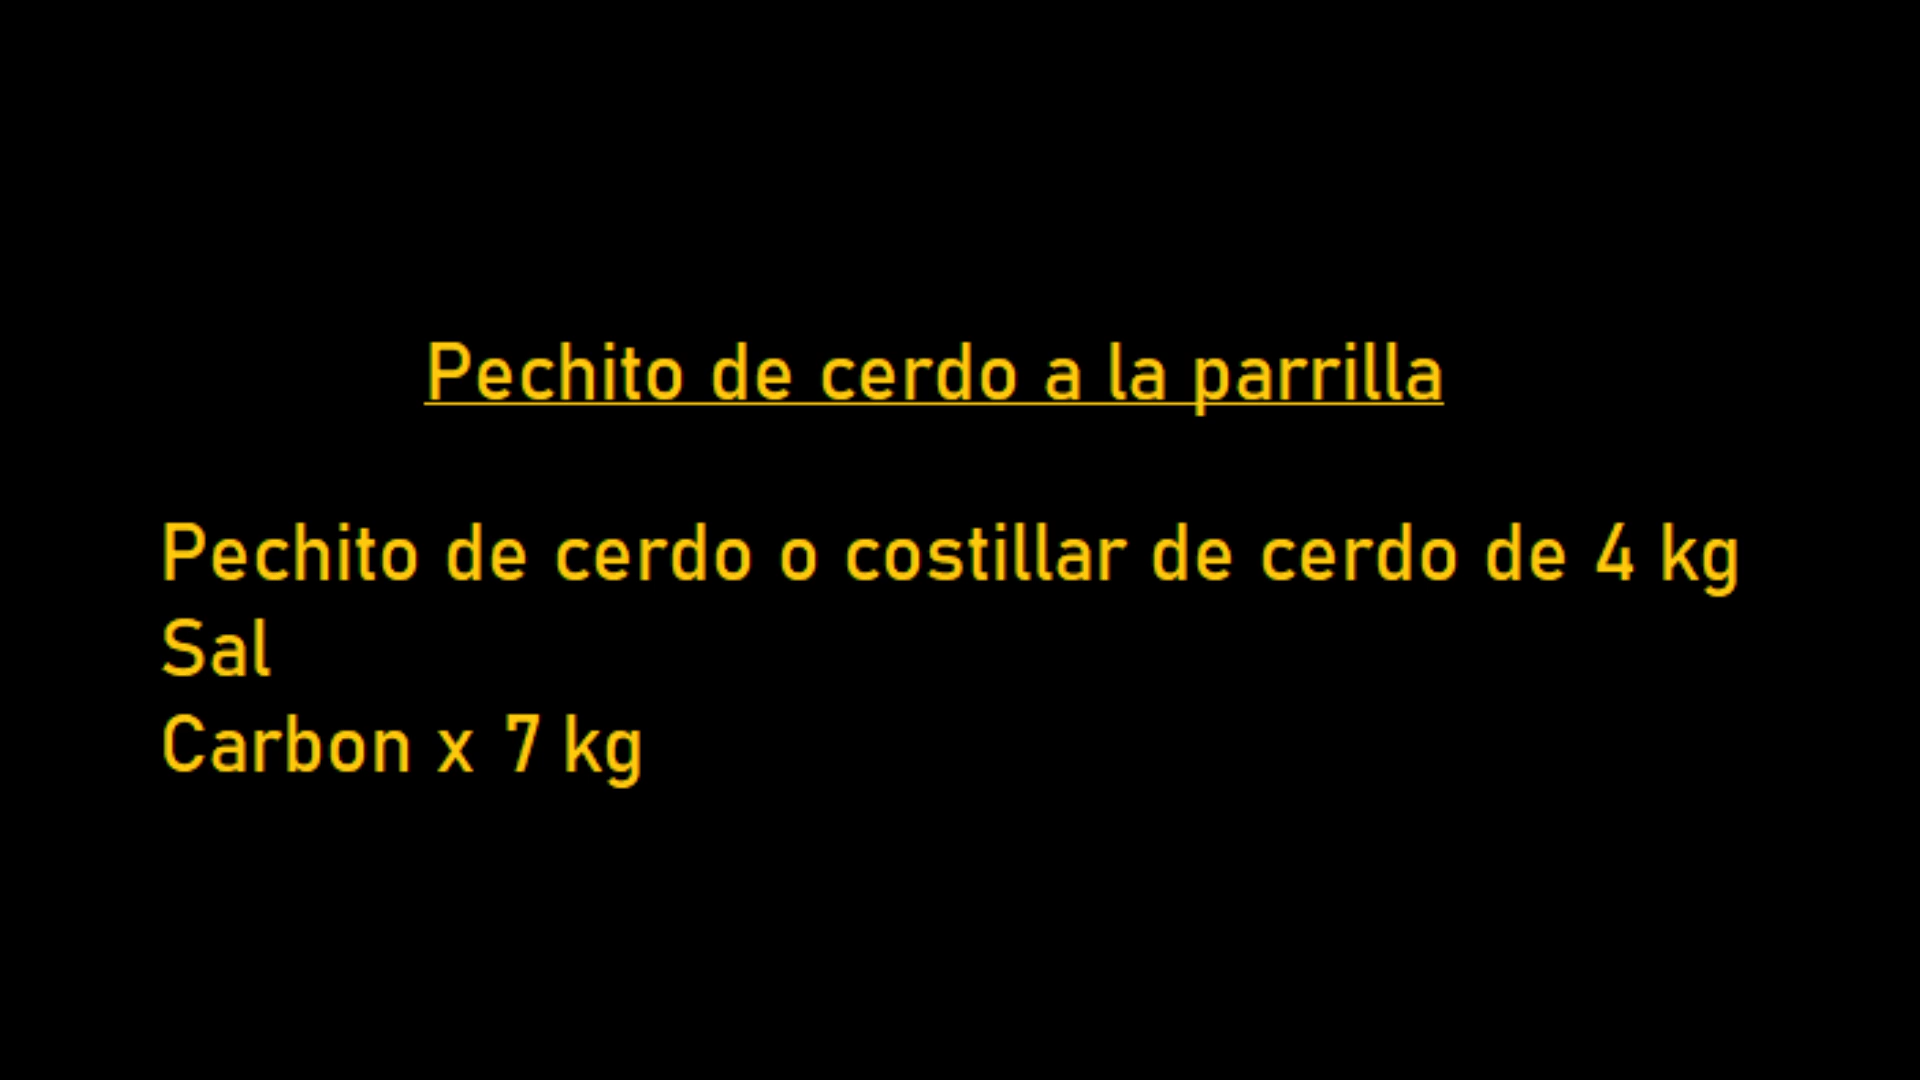 Pechito de cerdo a la parrilla
Pechito de cerdo o costillar de cerdo de 4 kg
Sal
Carbon x 7 kg